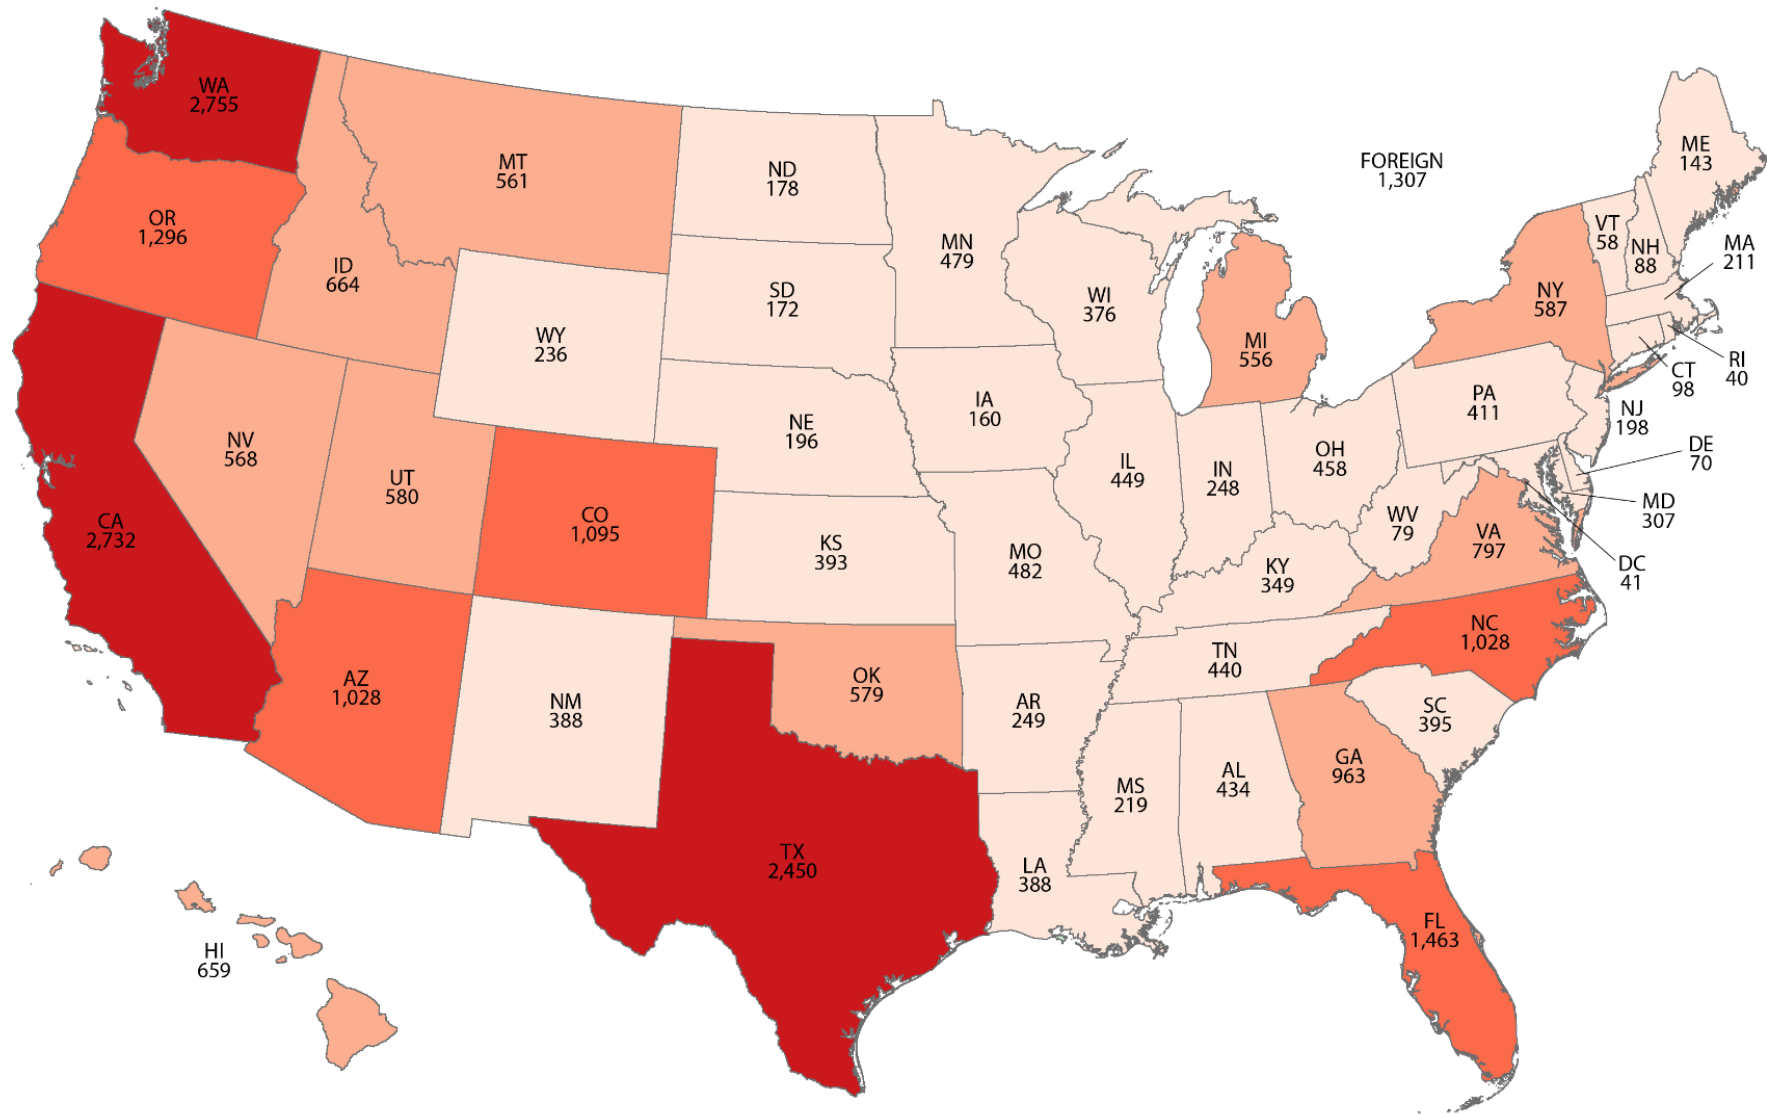 WA
2,755
OR
1,296
CA
2,732
ID
664
NV
568
MT
561
WY
236
UT
580
CO
1,095
AZ
1,028
NM
388
ND
178
SD
172
NE
196
KS
393
OK
579
TX
2,450
MN
479
IA
160
MO
482
AR
249
LA
388
WI
376
IL
449
MI
556
IN
248
OH
458
KY
349
TN
440
MS
219
AL
434
GA
963
FL
1,463
SC
395
NC
1,028
VA
797
WV
79
PA
411
NY
587
VT
58
NH
88
ME
143
MA
211
RI
40
CT
98
NJ
198
DE
70
MD
307
DC
41
FOREIGN
1,307
HI
659